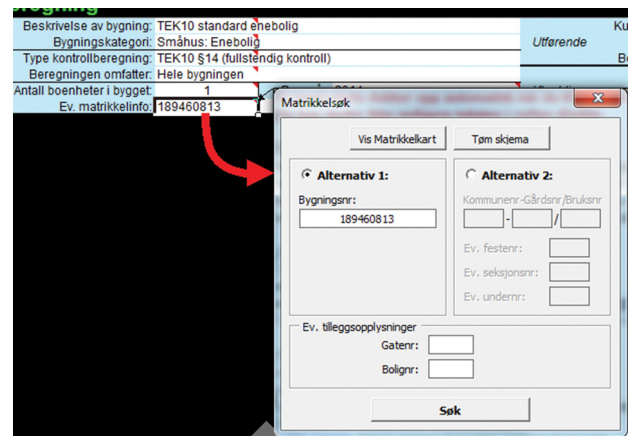 Beskrivelse av bygning: TEK10 standard enebolig
Bygningskategori: Småhus: Enebolig
Utførende
Type kontrollberegning: TEK10 §14 (fullstendig kontroll)
Beregningen omfatter: Hele bygningen
Antall boenheter i bygget: 1
Ev. matrikkelinfo: 189460813
Matrikkelsøk
Vis Matrikkelkart Tøm skjema
Alternativ 1: Alternativ 2:
Bygningsnr: Kommunenr-Gårdsnr/Bruksnr
189460813 - /
Ev. festenr:
Ev. seksjonsnr:
Ev. undernr:
Ev. tilleggsopplysninger
Gatenr:
Bolignr:
Søk